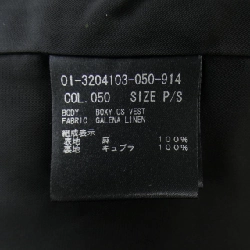 01-3204103-050-914
COL.050 SIZE P/S
BODY BOXY CS VEST
FABRIC GALENA LINEN
組成表示
表地 麻 100%
裏地 キュプラ 100%